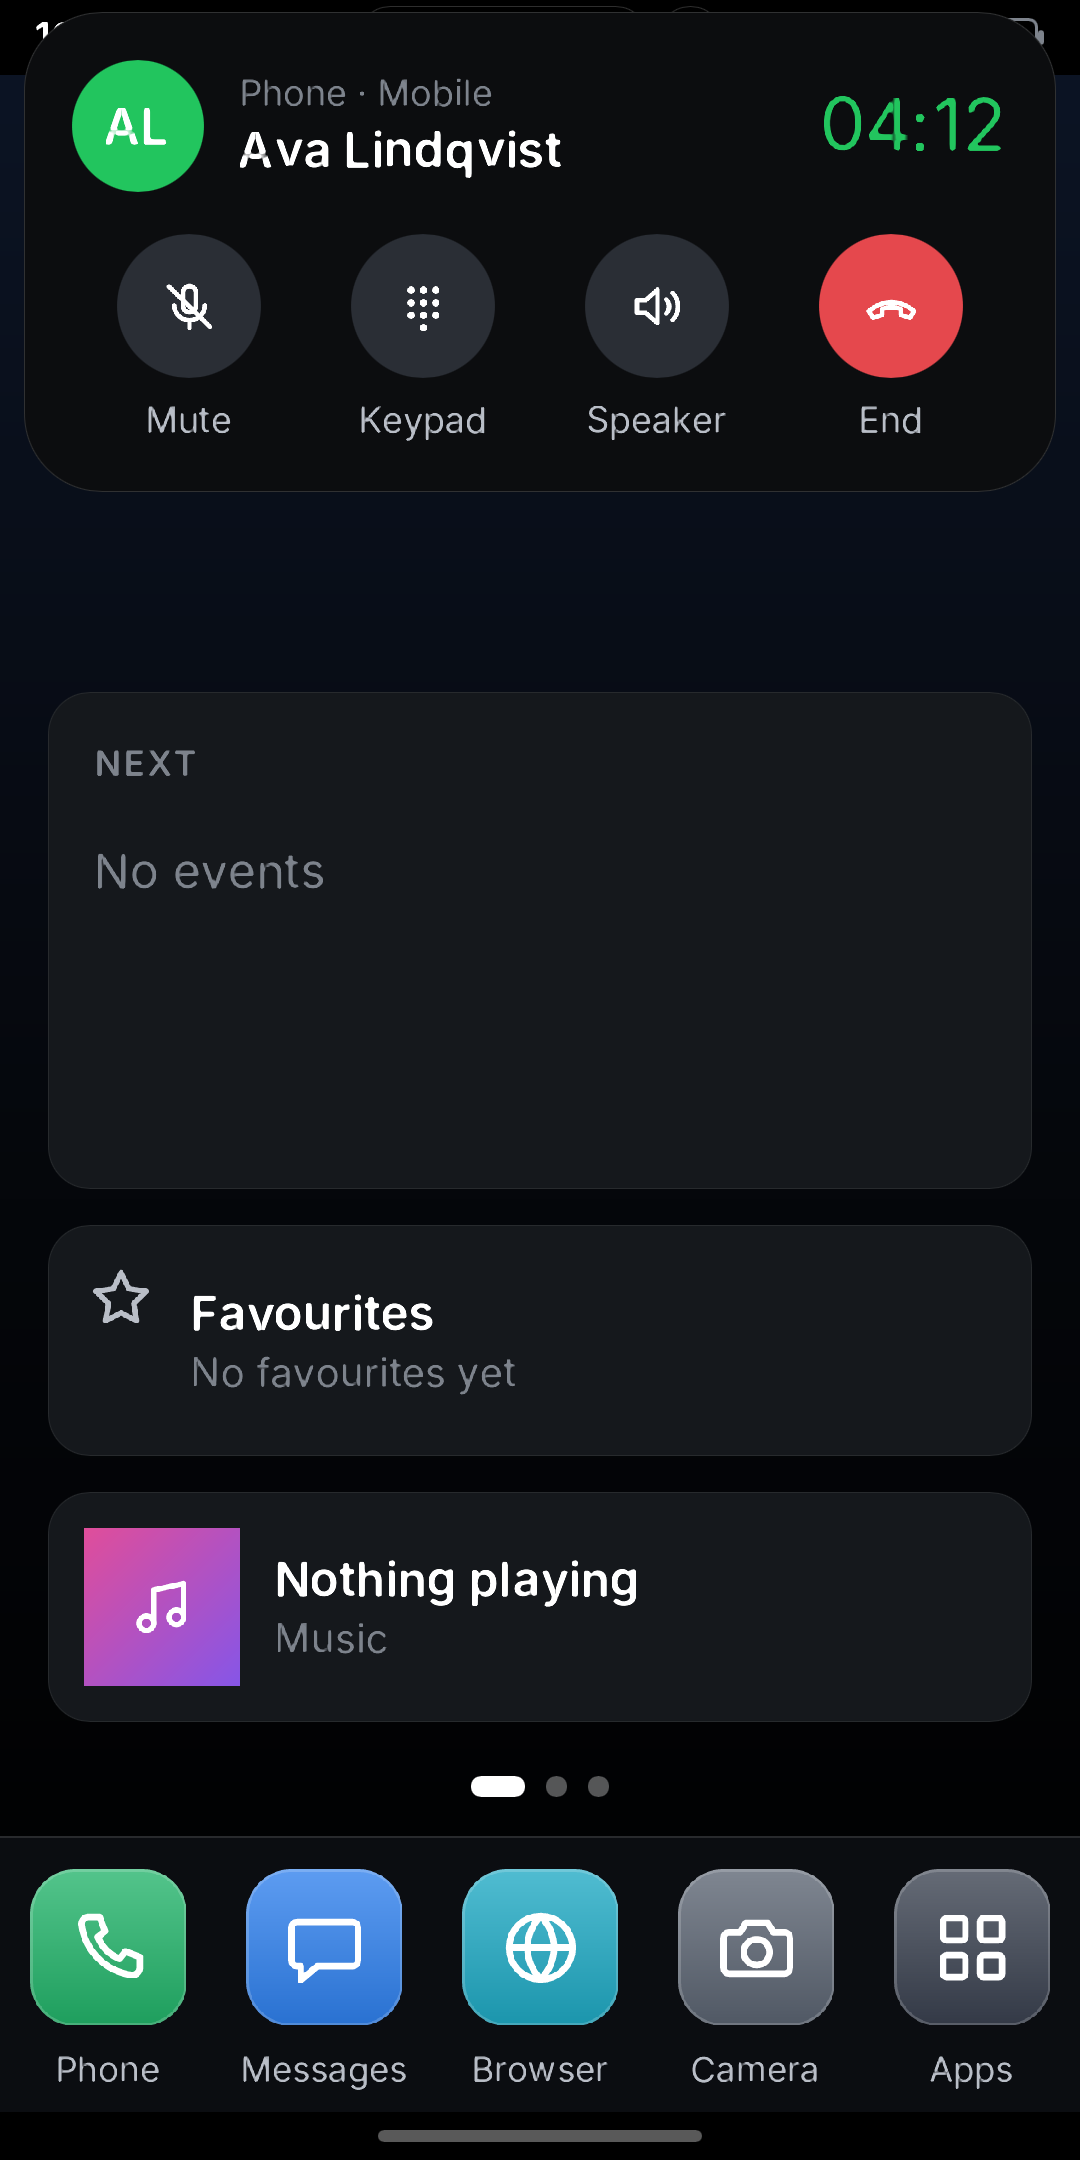 Phone · Mobile
AL
Ava Lindqvist
04:12
Mute
Keypad
Speaker
End
NEXT
No events
Favourites
No favourites yet
Nothing playing
Music
Phone
Messages
Browser
Camera
Apps